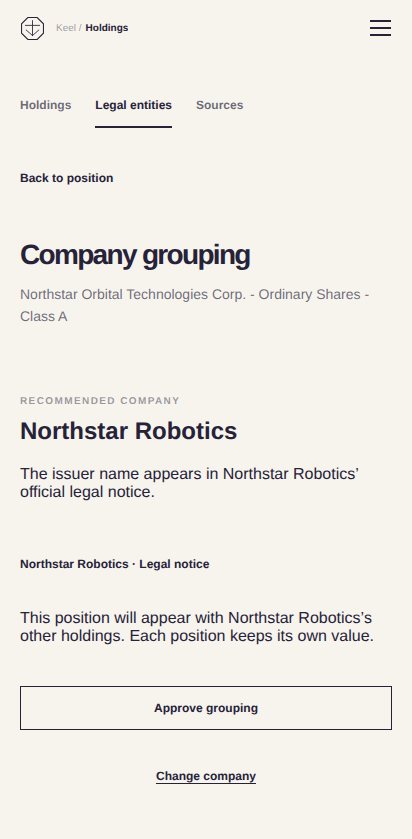 Keel / Holdings
Holdings Legal entities Sources
Back to position
Company grouping
Northstar Orbital Technologies Corp. - Ordinary Shares -
Class A
RECOMMENDED COMPANY
Northstar Robotics
The issuer name appears in Northstar Robotics’
official legal notice.
Northstar Robotics · Legal notice
This position will appear with Northstar Robotics’s
other holdings. Each position keeps its own value.
Approve grouping
Change company